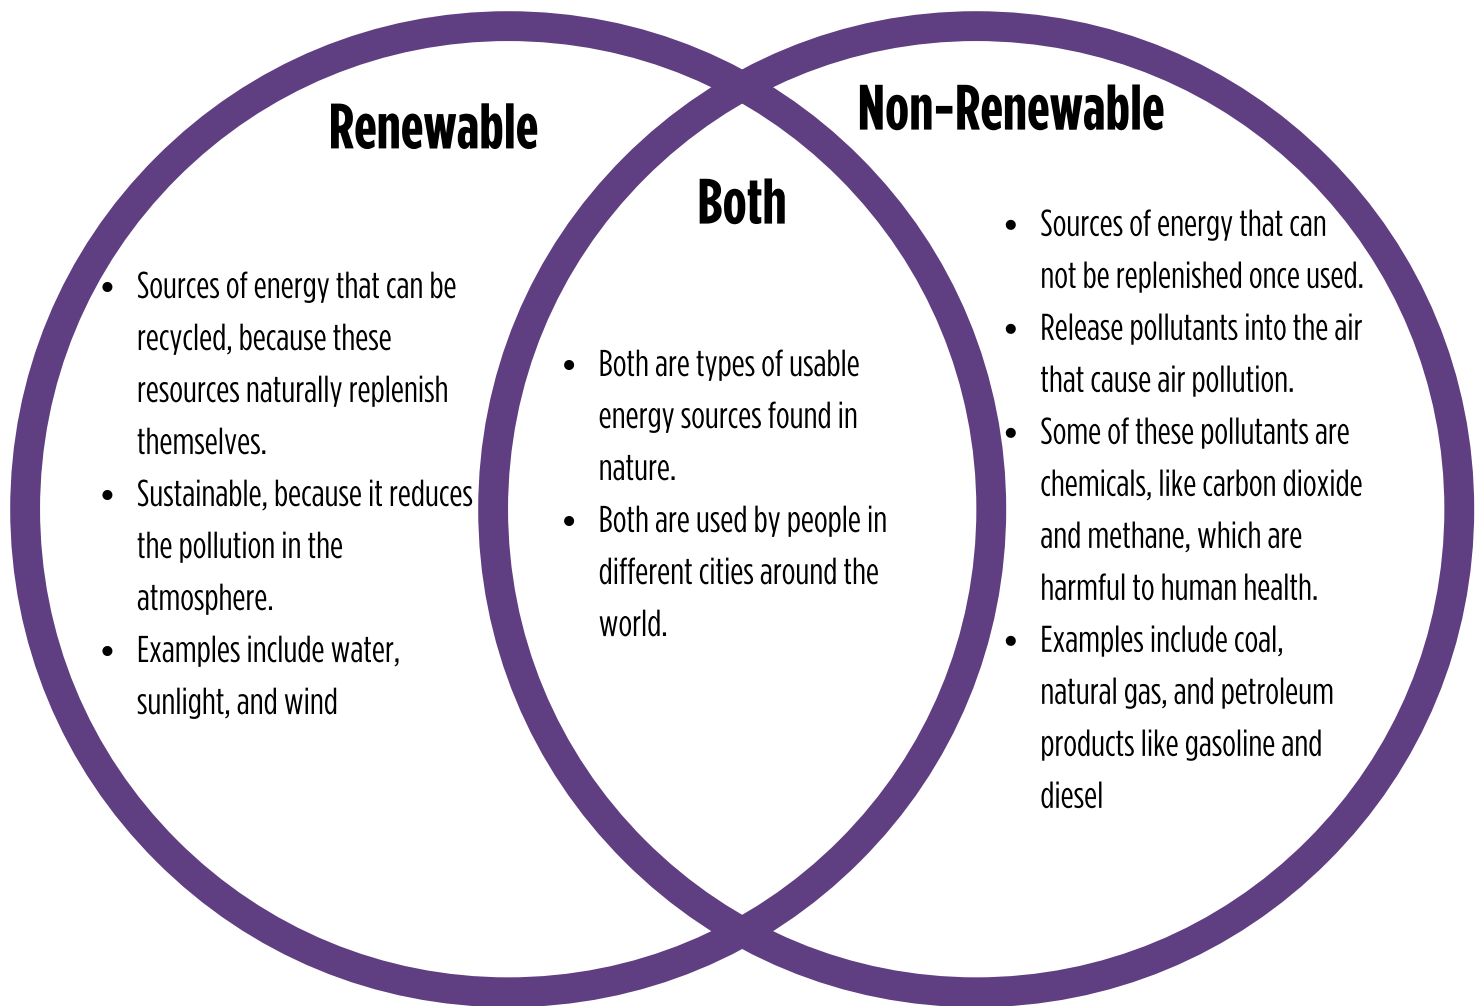 Renewable
• Sources of energy that can be
recycled, because these
resources naturally replenish
themselves.
• Sustainable, because it reduces
the pollution in the
atmosphere.
• Examples include water,
sunlight, and wind
Both
• Both are types of usable
energy sources found in
nature.
• Both are used by people in
different cities around the
world.
Non-Renewable
• Sources of energy that can
not be replenished once used.
• Release pollutants into the air
that cause air pollution.
• Some of these pollutants are
chemicals, like carbon dioxide
and methane, which are
harmful to human health.
• Examples include coal,
natural gas, and petroleum
products like gasoline and
diesel